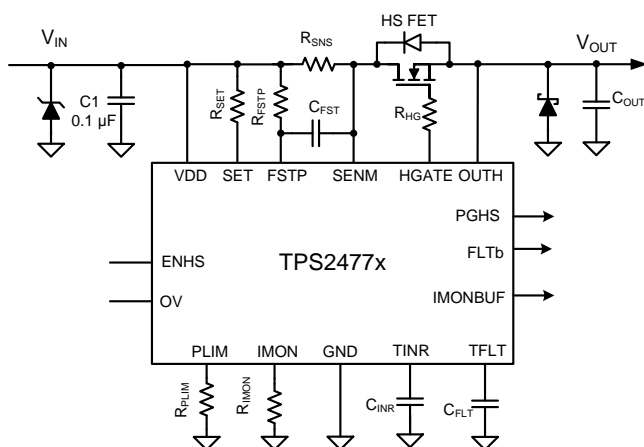 HS FET
V_IN
R_SNS
V_OUT
C1
0.1 µF
R_SET
R_FSTP
C_FST
R_HG
C_OUT
VDD
SET
FSTP
SENM
HGATE
OUTH
PGHS
FLTb
IMONBUF
ENHS
OV
TPS2477x
PLIM
IMON
GND
TINR
TFLT
R_PLIM
R_IMON
C_INR
C_FLT